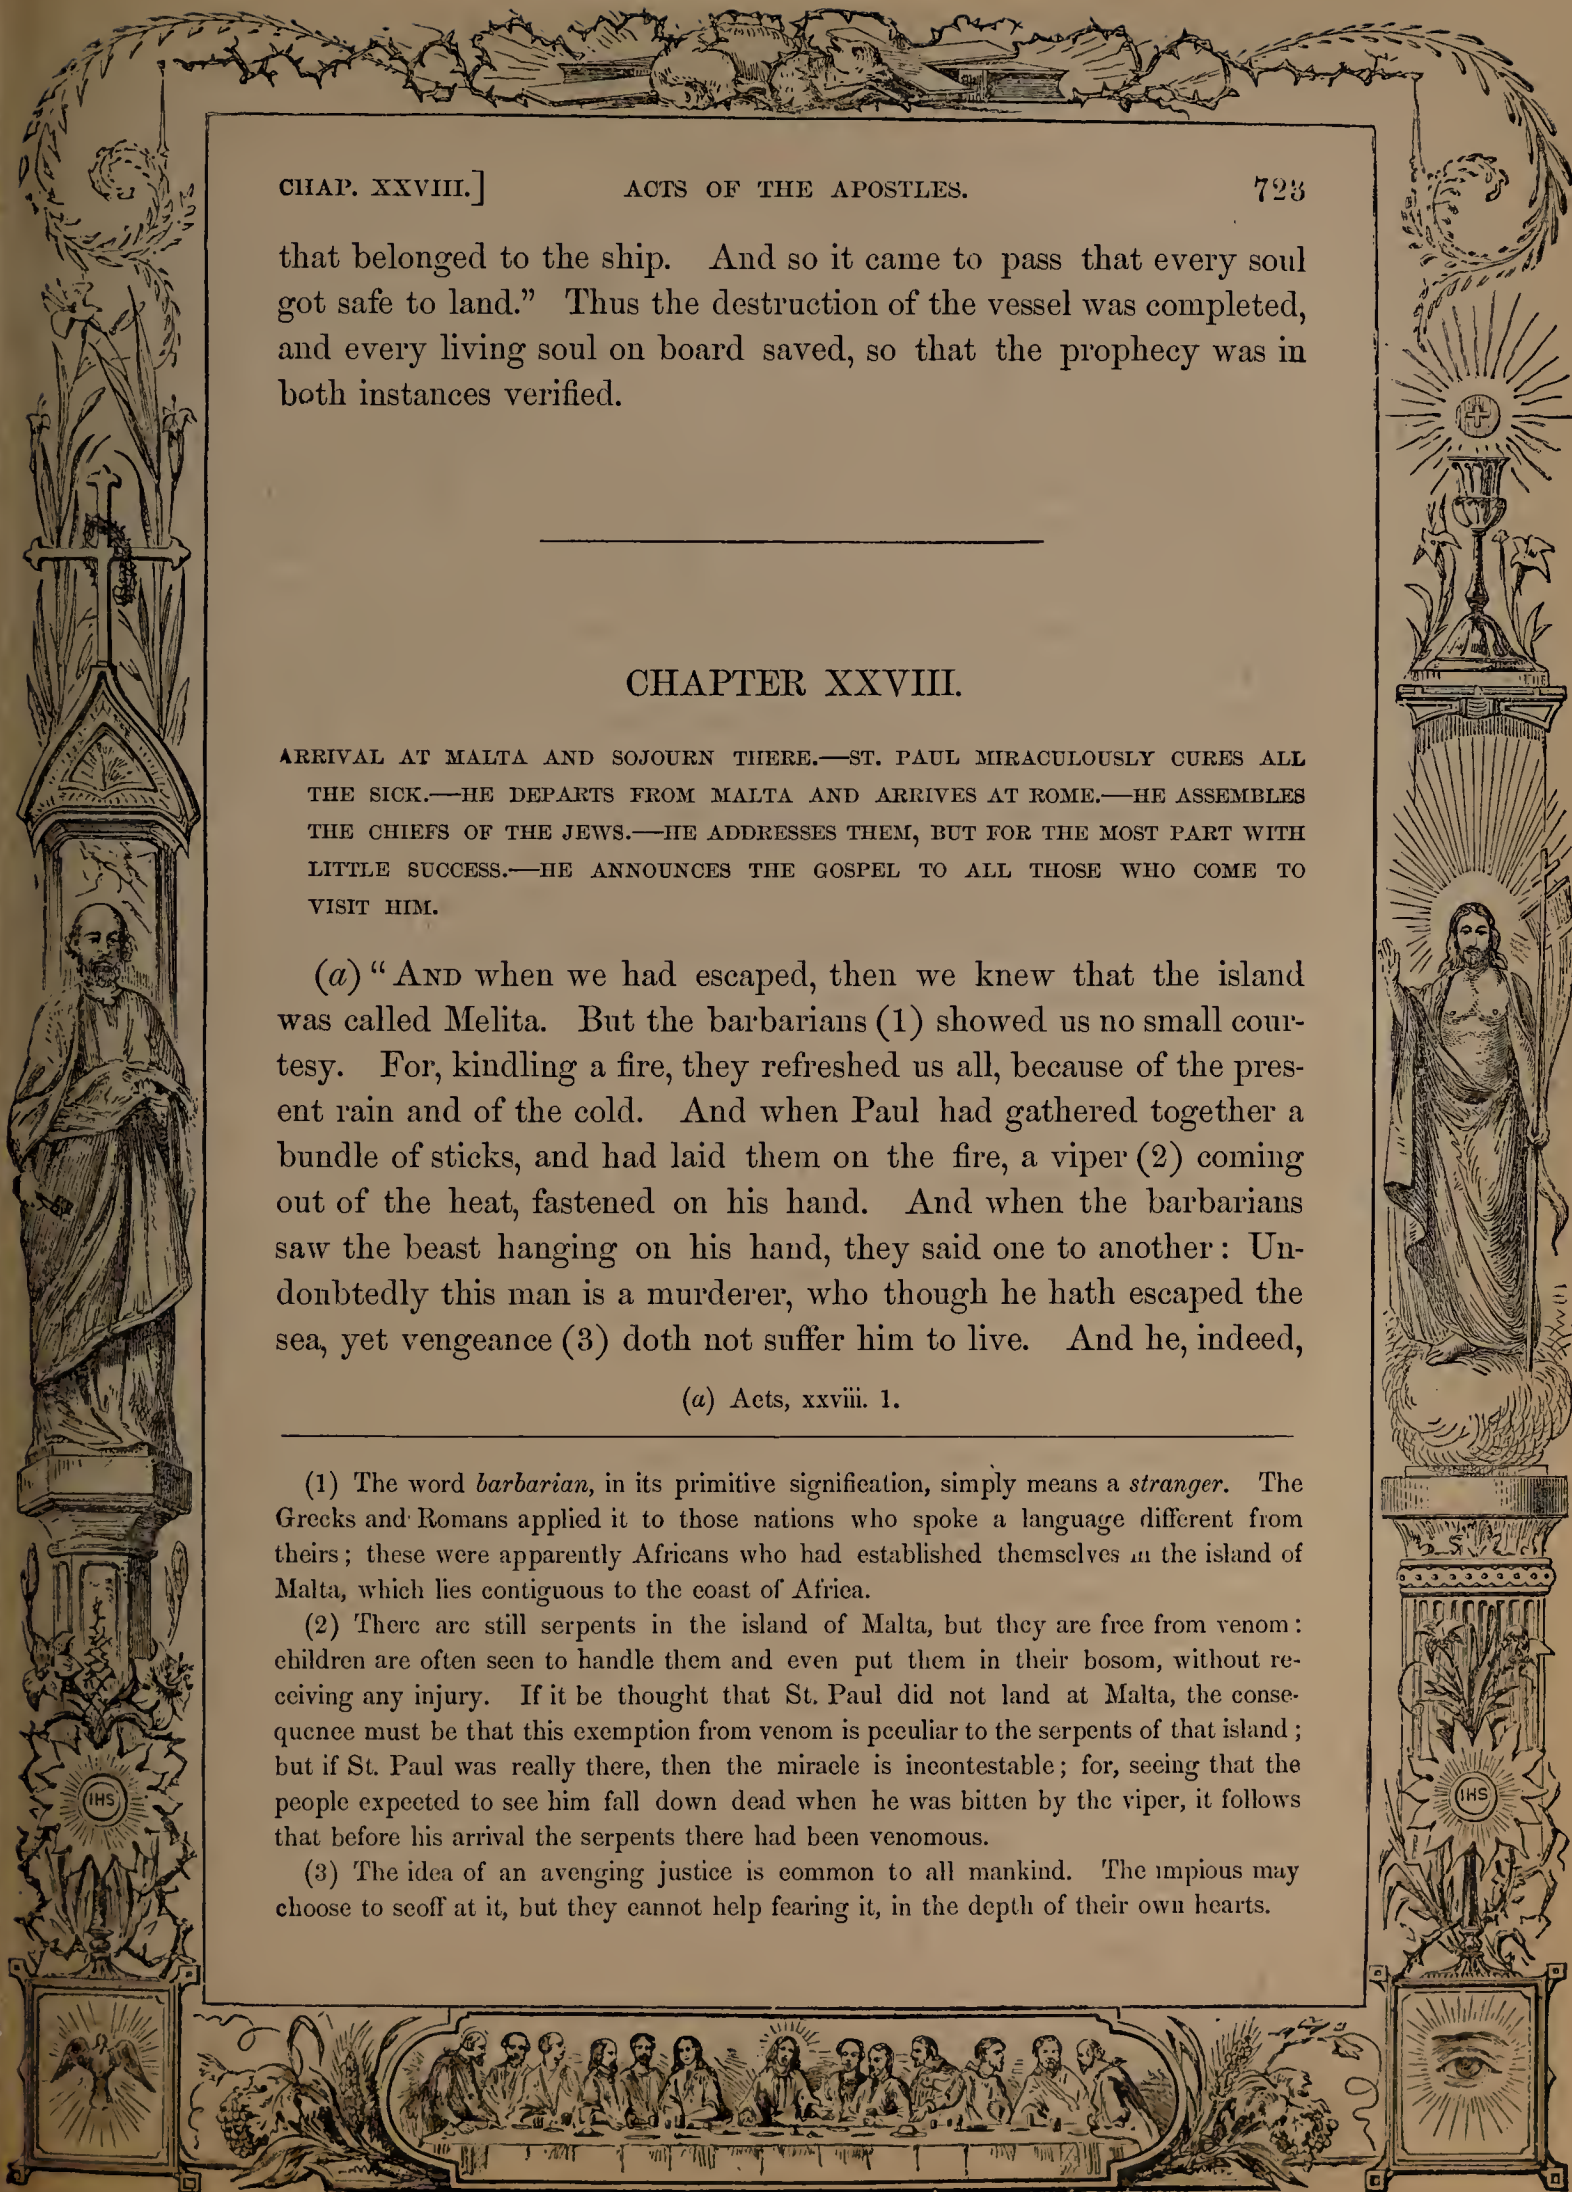 CHAP. XXVIII.] ACTS OF THE APOSTLES. 723
that belonged to the ship. And so it came to pass that every soul
got safe to land.” Thus the destruction of the vessel was completed,
and every living soul on board saved, so that the prophecy was in
both instances verified.
CHAPTER XXVIII.
ARRIVAL AT MALTA AND SOJOURN THERE.—ST. PAUL MIRACULOUSLY CURES ALL
THE SICK.—HE DEPARTS FROM MALTA AND ARRIVES AT ROME.—HE ASSEMBLES
THE CHIEFS OF THE JEWS.—HE ADDRESSES THEM, BUT FOR THE MOST PART WITH
LITTLE SUCCESS.—HE ANNOUNCES THE GOSPEL TO ALL THOSE WHO COME TO
VISIT HIM.
(a) “AND when we had escaped, then we knew that the island
was called Melita. But the barbarians (1) showed us no small cour-
tesy. For, kindling a fire, they refreshed us all, because of the pres-
ent rain and of the cold. And when Paul had gathered together a
bundle of sticks, and had laid them on the fire, a viper (2) coming
out of the heat, fastened on his hand. And when the barbarians
saw the beast hanging on his hand, they said one to another: Un-
doubtedly this man is a murderer, who though he hath escaped the
sea, yet vengeance (3) doth not suffer him to live. And he, indeed,
(a) Acts, xxviii. 1.
(1) The word barbarian, in its primitive signification, simply means a stranger. The
Greeks and Romans applied it to those nations who spoke a language different from
theirs; these were apparently Africans who had established themselves in the island of
Malta, which lies contiguous to the coast of Africa.
(2) There are still serpents in the island of Malta, but they are free from venom:
children are often seen to handle them and even put them in their bosom, without re-
ceiving any injury. If it be thought that St. Paul did not land at Malta, the conse-
quence must be that this exemption from venom is peculiar to the serpents of that island;
but if St. Paul was really there, then the miracle is incontestable; for, seeing that the
people expected to see him fall down dead when he was bitten by the viper, it follows
that before his arrival the serpents there had been venomous.
(3) The idea of an avenging justice is common to all mankind. The impious may
choose to scoff at it, but they cannot help fearing it, in the depth of their own hearts.
IHS
IHS